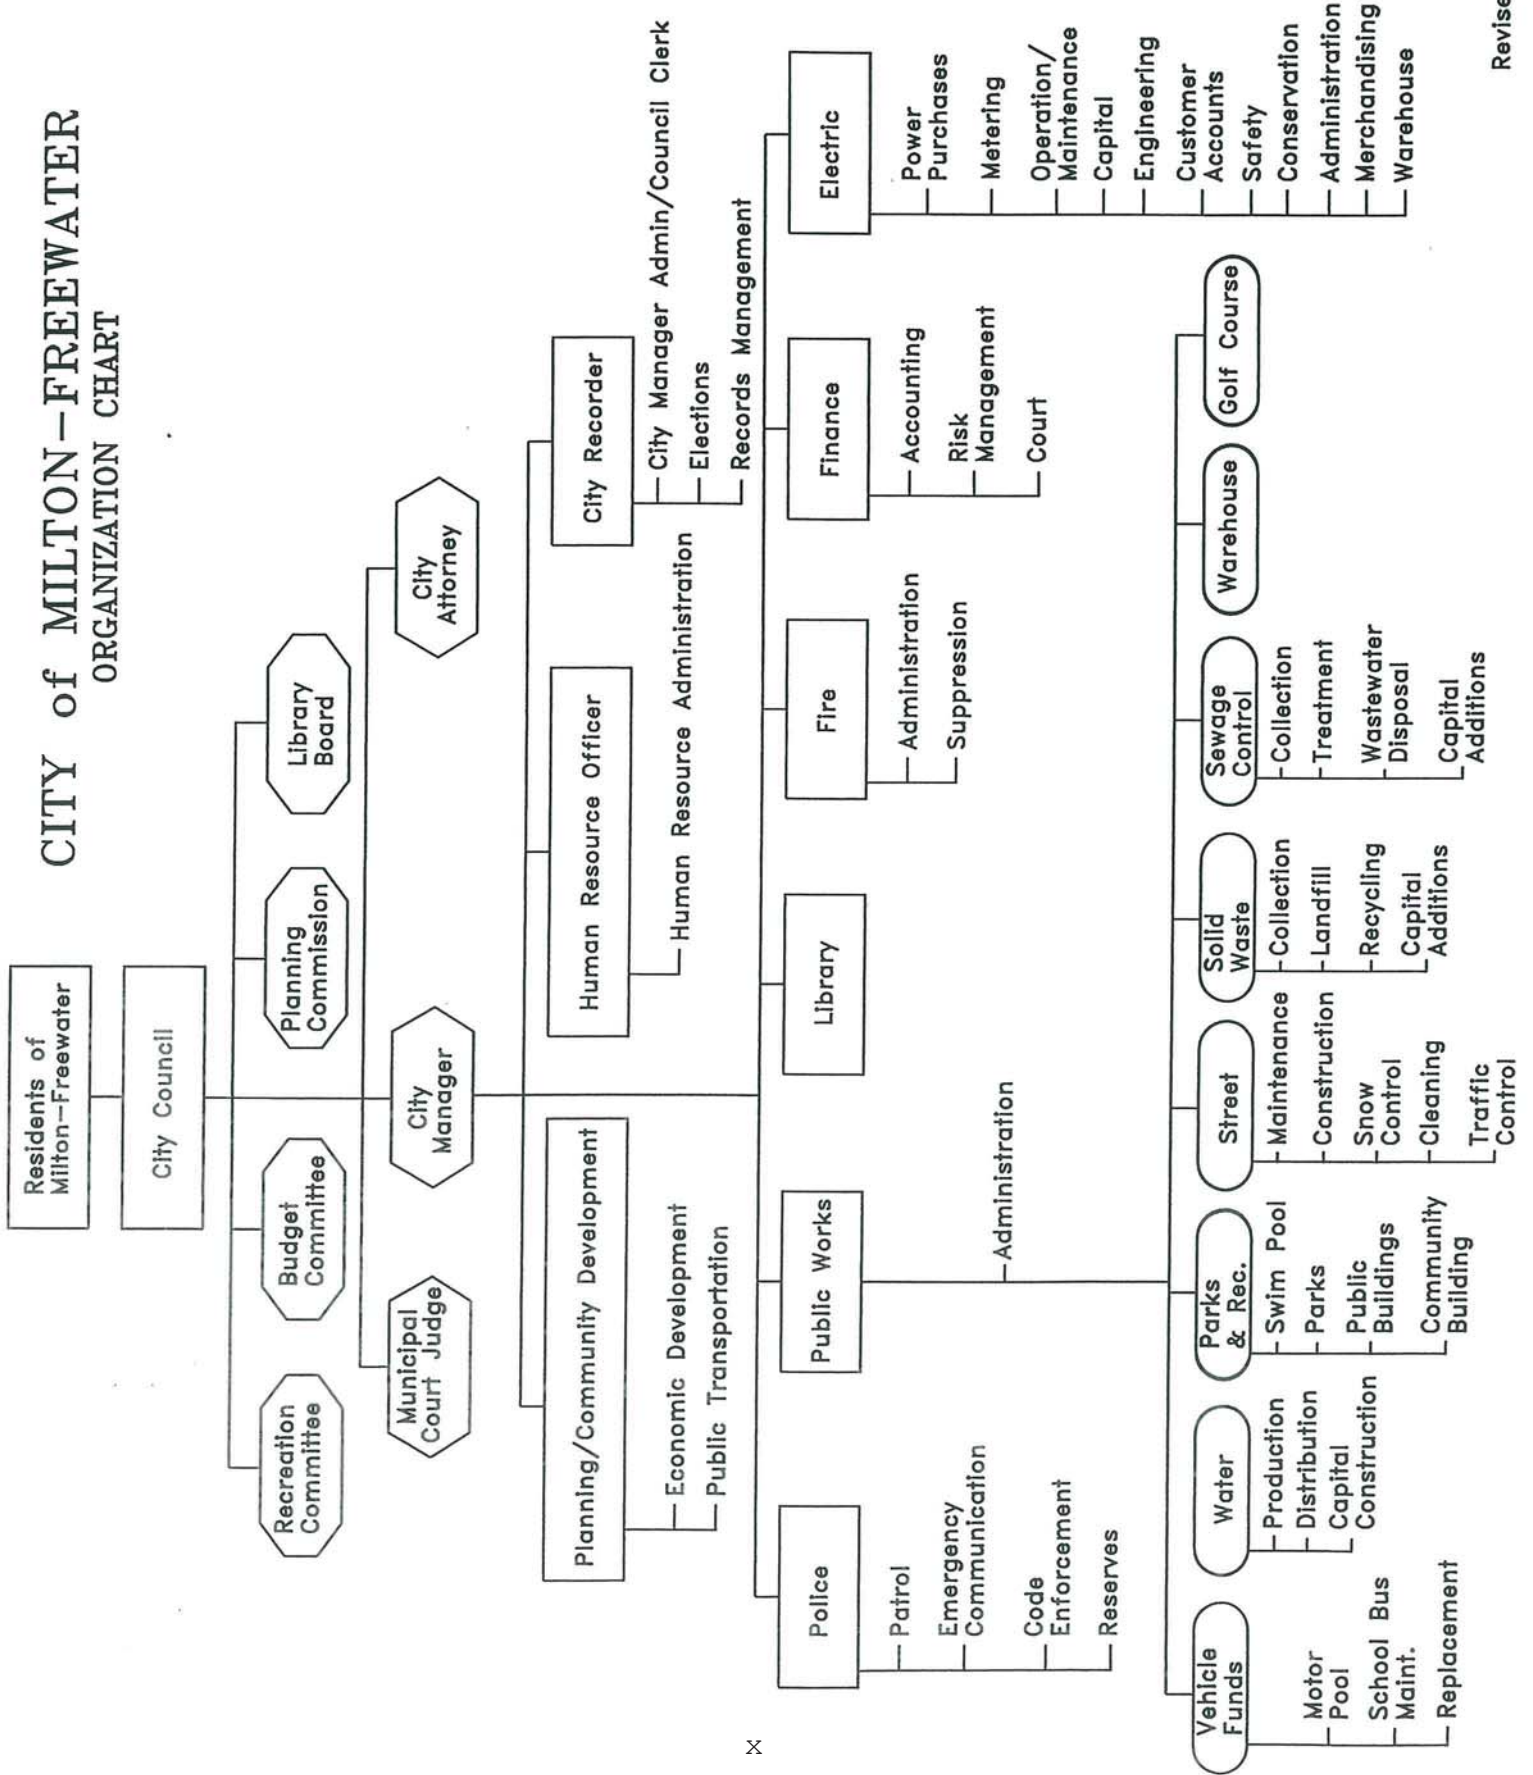 CITY of MILTON-FREEWATER
ORGANIZATION CHART
Residents of
Milton-Freewater
City Council
Recreation
Committee
Budget
Committee
Planning
Commission
Library
Board
Municipal
Court Judge
City
Manager
City
Attorney
Planning/Community Development
Economic Development
Public Transportation
Human Resource Officer
Human Resource Administration
City Recorder
City Manager Admin/Council Clerk
Elections
Records Management
Police
Patrol
Emergency
Communication
Code
Enforcement
Reserves
Public Works
Administration
Library
Fire
Administration
Suppression
Finance
Accounting
Risk
Management
Court
Electric
Power
Purchases
Metering
Operation/
Maintenance
Capital
Engineering
Customer
Accounts
Safety
Conservation
Administration
Merchandising
Warehouse
Vehicle
Funds
Motor
Pool
School Bus
Maint.
Replacement
Water
Production
Distribution
Capital
Construction
Parks
& Rec.
Swim Pool
Parks
Public
Buildings
Community
Building
Street
Maintenance
Construction
Snow
Control
Cleaning
Traffic
Control
Solid
Waste
Collection
Landfill
Recycling
Capital
Additions
Sewage
Control
Collection
Treatment
Wastewater
Disposal
Capital
Additions
Warehouse
Golf Course
Revise
x